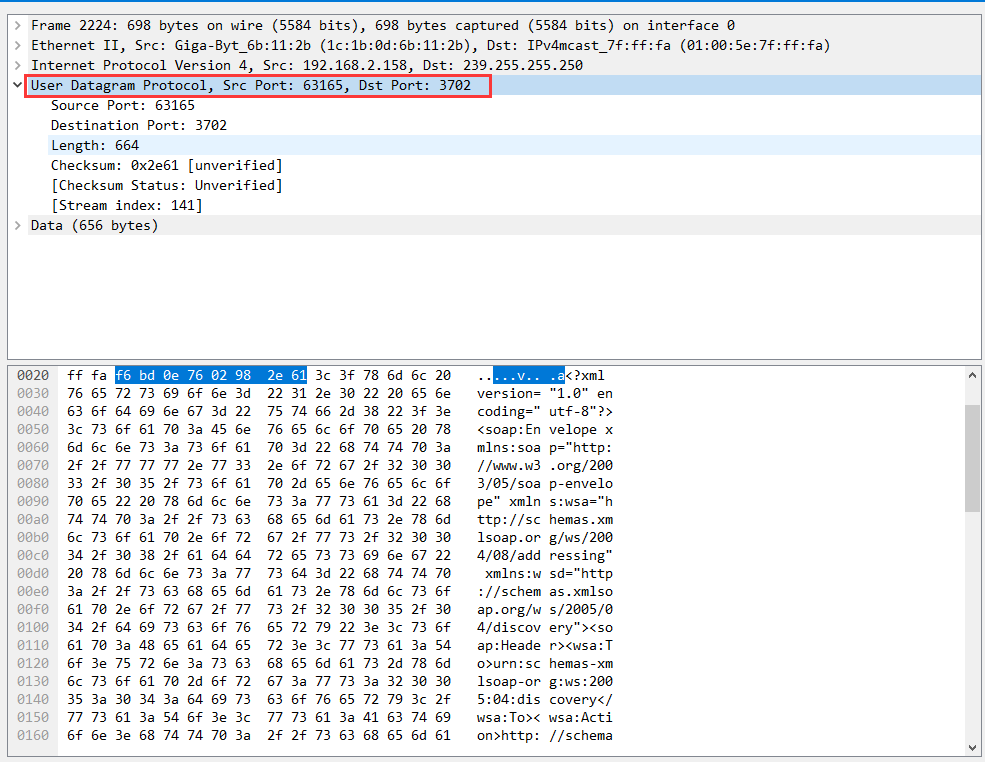 Frame 2224: 698 bytes on wire (5584 bits), 698 bytes captured (5584 bits) on interface 0
Ethernet II, Src: Giga-Byt_6b:11:2b (1c:1b:0d:6b:11:2b), Dst: IPv4mcast_7f:ff:fa (01:00:5e:7f:ff:fa)
Internet Protocol Version 4, Src: 192.168.2.158, Dst: 239.255.255.250
User Datagram Protocol, Src Port: 63165, Dst Port: 3702
Source Port: 63165
Destination Port: 3702
Length: 664
Checksum: 0x2e61 [unverified]
[Checksum Status: Unverified]
[Stream index: 141]
Data (656 bytes)
0020 ff fa f6 bd 0e 76 02 98 2e 61 3c 3f 78 6d 6c 20 .....v.. .a<?xml
0030 76 65 72 73 69 6f 6e 3d 22 31 2e 30 22 20 65 6e version= "1.0" en
0040 63 6f 64 69 6e 67 3d 22 75 74 66 2d 38 22 3f 3e coding=" utf-8"?>
0050 3c 73 6f 61 70 3a 45 6e 76 65 6c 6f 70 65 20 78 <soap:En velope x
0060 6d 6c 6e 73 3a 73 6f 61 70 3d 22 68 74 74 70 3a mlns:soa p="http:
0070 2f 2f 77 77 77 2e 77 33 2e 6f 72 67 2f 32 30 30 //www.w3 .org/200
0080 33 2f 30 35 2f 73 6f 61 70 2d 65 6e 76 65 6c 6f 3/05/soa p-envelo
0090 70 65 22 20 78 6d 6c 6e 73 3a 77 73 61 3d 22 68 pe" xmln s:wsa="h
00a0 74 74 70 3a 2f 2f 73 63 68 65 6d 61 73 2e 78 6d ttp://sc hemas.xm
00b0 6c 73 6f 61 70 2e 6f 72 67 2f 77 73 2f 32 30 30 lsoap.or g/ws/200
00c0 34 2f 30 38 2f 61 64 64 72 65 73 73 69 6e 67 22 4/08/add ressing"
00d0 20 78 6d 6c 6e 73 3a 77 73 64 3d 22 68 74 74 70 xmlns:w sd="http
00e0 3a 2f 2f 73 63 68 65 6d 61 73 2e 78 6d 6c 73 6f ://schem as.xmlso
00f0 61 70 2e 6f 72 67 2f 77 73 2f 32 30 30 35 2f 30 ap.org/w s/2005/0
0100 34 2f 64 69 73 63 6f 76 65 72 79 22 3e 3c 73 6f 4/discov ery"><so
0110 61 70 3a 48 65 61 64 65 72 3e 3c 77 73 61 3a 54 ap:Heade r><wsa:T
0120 6f 3e 75 72 6e 3a 73 63 68 65 6d 61 73 2d 78 6d o>urn:sc hemas-xm
0130 6c 73 6f 61 70 2d 6f 72 67 3a 77 73 3a 32 30 30 lsoap-or g:ws:200
0140 35 3a 30 34 3a 64 69 73 63 6f 76 65 72 79 3c 2f 5:04:dis covery</
0150 77 73 61 3a 54 6f 3e 3c 77 73 61 3a 41 63 74 69 wsa:To>< wsa:Acti
0160 6f 6e 3e 68 74 74 70 3a 2f 2f 73 63 68 65 6d 61 on>http: //schema